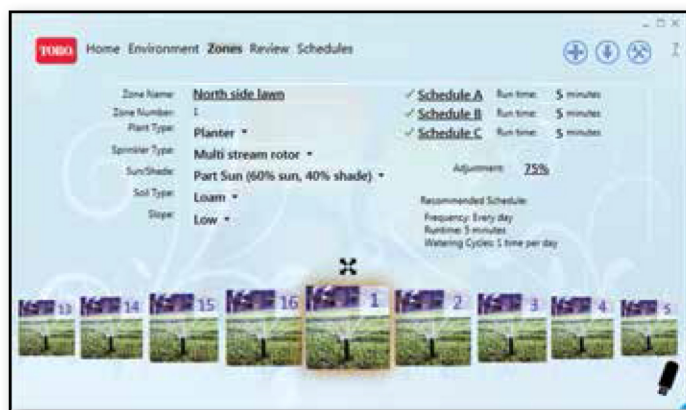 TORO Home Environment Zones Review Schedules
Zone Name: North side lawn
Zone Number: 1
Plant Type: Planter
Sprinkler Type: Multi stream rotor
Sun/Shade: Part Sun (60% sun, 40% shade)
Soil Type: Loam
Slope: Low
Schedule A Run time: 5 minutes
Schedule B Run time: 5 minutes
Schedule C Run time: 5 minutes
Adjustment: 75%
Recommended Schedule:
Frequency: Every day
Runtime: 5 minutes
Watering Cycles: 1 time per day
13 14 15 16 1 2 3 4 5